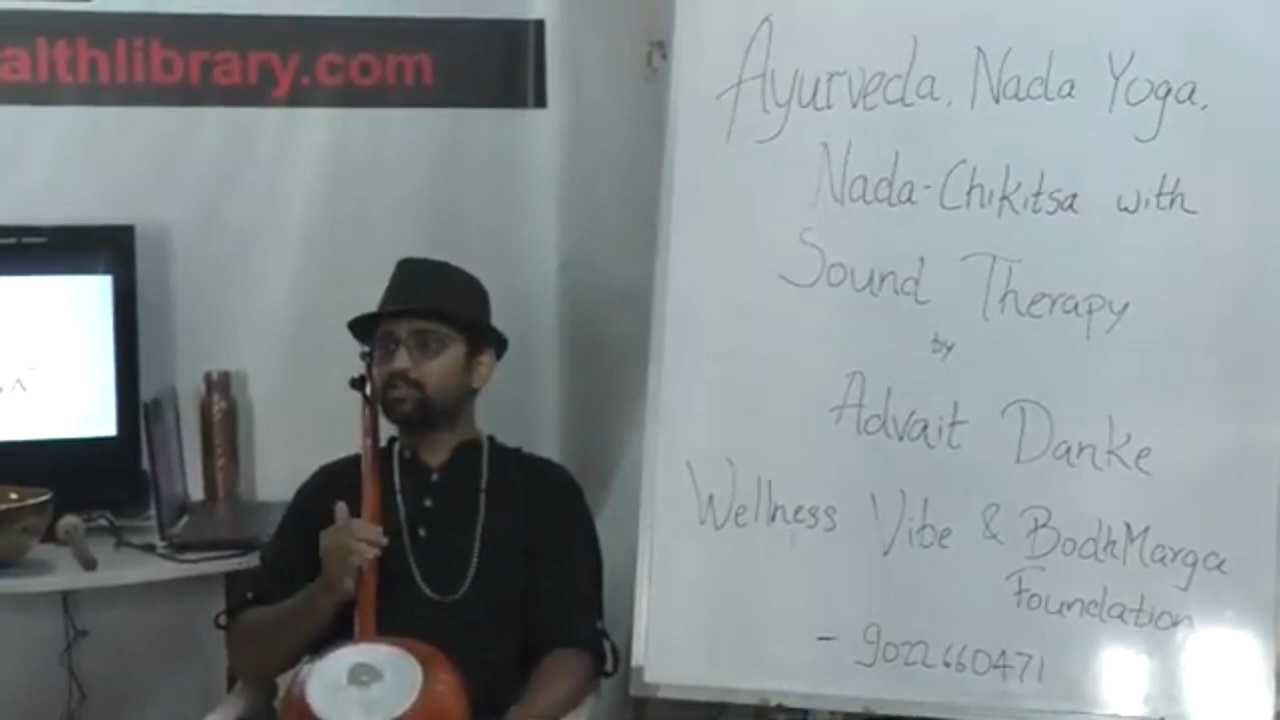 althlibrary.com
Ayurveda, Nada Yoga,
Nada-Chikitsa with
Sound Therapy
by
Advait Danke
Wellness Vibe & BodhMarga
Foundation
- 9022660471